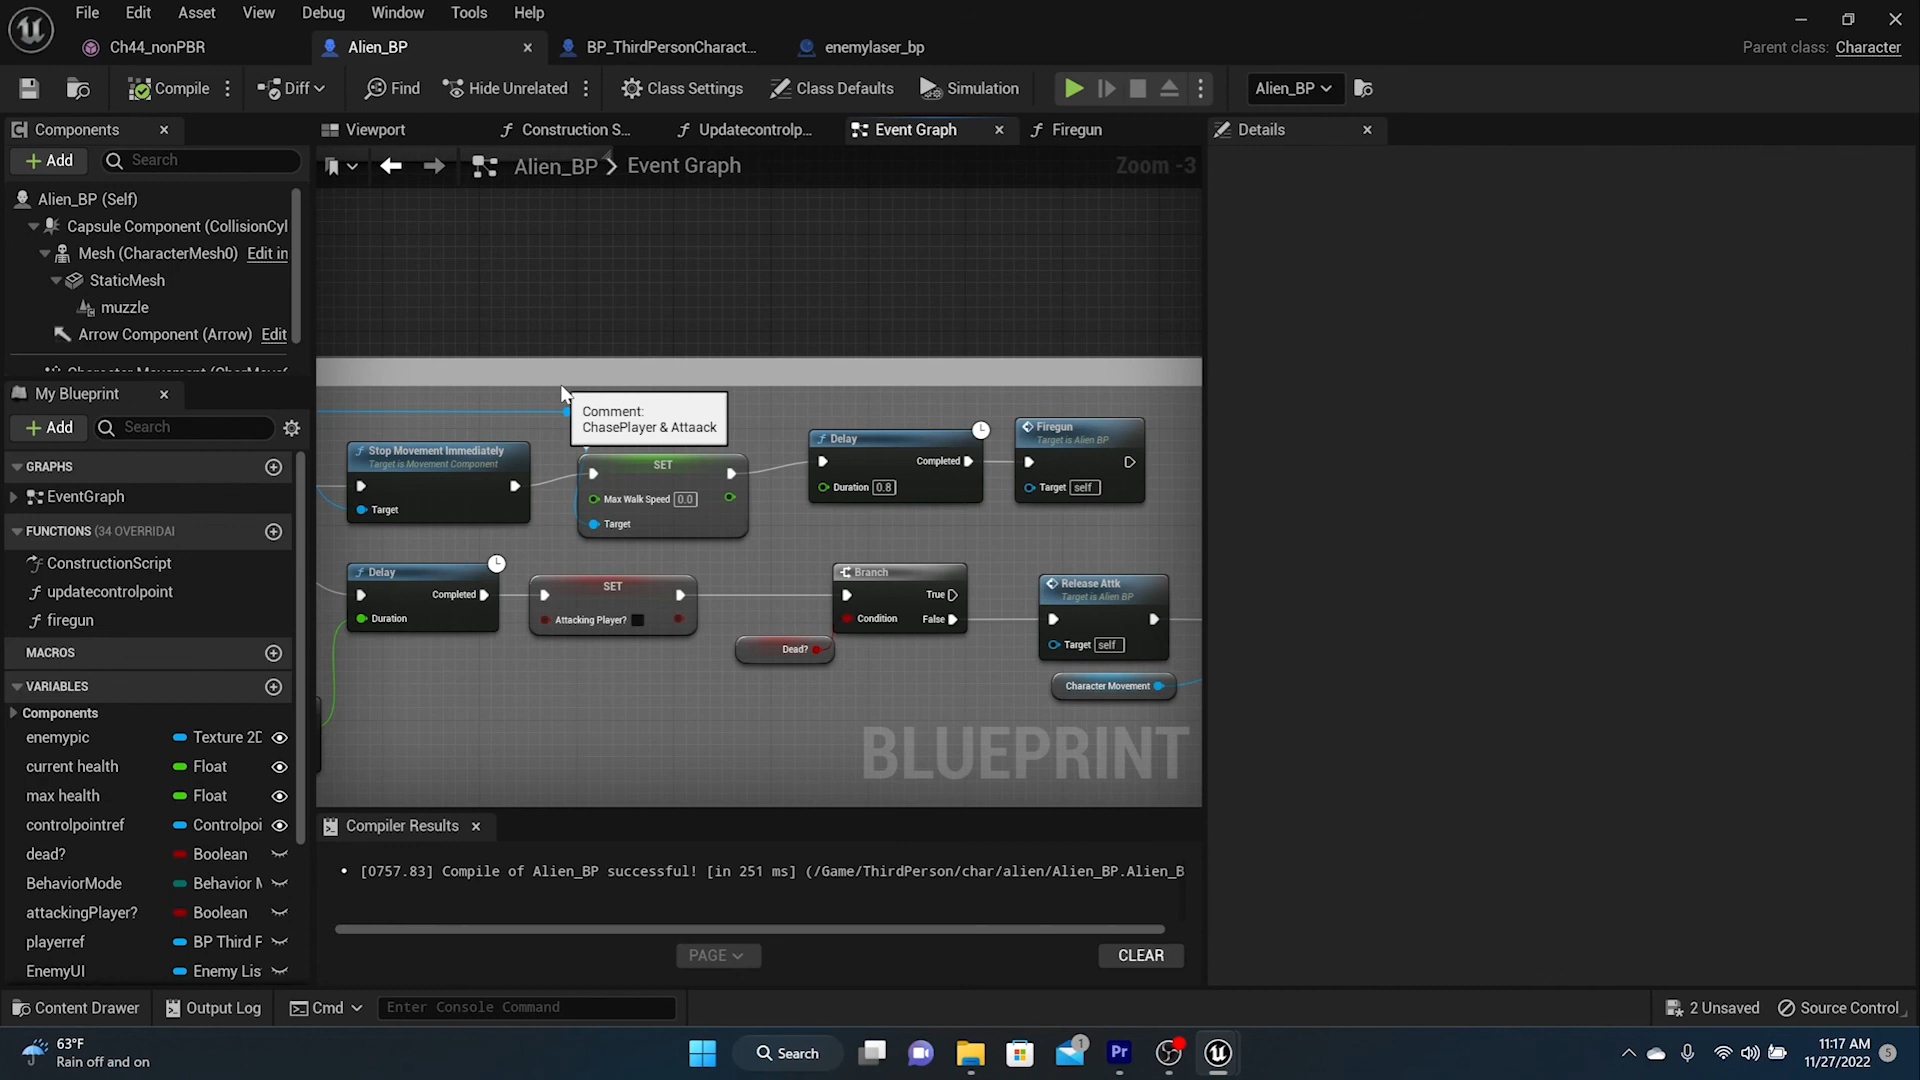 File Edit Asset View Debug Window Tools Help
Ch44_nonPBR
Alien_BP
BP_ThirdPersonCharact...
enemylaser_bp
Parent class: Character
Compile
Diff
Find
Hide Unrelated
Class Settings
Class Defaults
Simulation
Alien_BP
Components
Viewport
Construction S...
Updatecontrolp...
Event Graph
Firegun
Details
Add
Search
Alien_BP
Event Graph
Zoom -3
Alien_BP (Self)
Capsule Component (CollisionCyl
Mesh (CharacterMesh0) Edit in
StaticMesh
muzzle
Arrow Component (Arrow) Edit
My Blueprint
Add
Search
GRAPHS
EventGraph
FUNCTIONS (34 OVERRIDAI
ConstructionScript
updatecontrolpoint
firegun
MACROS
VARIABLES
Components
enemypic Texture 2D
current health Float
max health Float
controlpointref Controlpoi
dead? Boolean
BehaviorMode Behavior M
attackingPlayer? Boolean
playerref BP Third P
EnemyUI Enemy Lis
Comment:
ChasePlayer & Attaack
Stop Movement Immediately
Target is Movement Component
Target
SET
Max Walk Speed 0.0
Target
Delay
Completed
Duration 0.8
Firegun
Target is Alien BP
Target self
Delay
Completed
Duration
SET
Attacking Player?
Branch
True
Condition False
Dead?
Release Attk
Target is Alien BP
Target self
Character Movement
BLUEPRINT
Compiler Results
[0757.83] Compile of Alien_BP successful! [in 251 ms] (/Game/ThirdPerson/char/alien/Alien_BP.Alien_B
PAGE
CLEAR
Content Drawer
Output Log
Cmd
Enter Console Command
2 Unsaved
Source Control
63°F
Rain off and on
Search
1
Pr
11:17 AM
11/27/2022
5